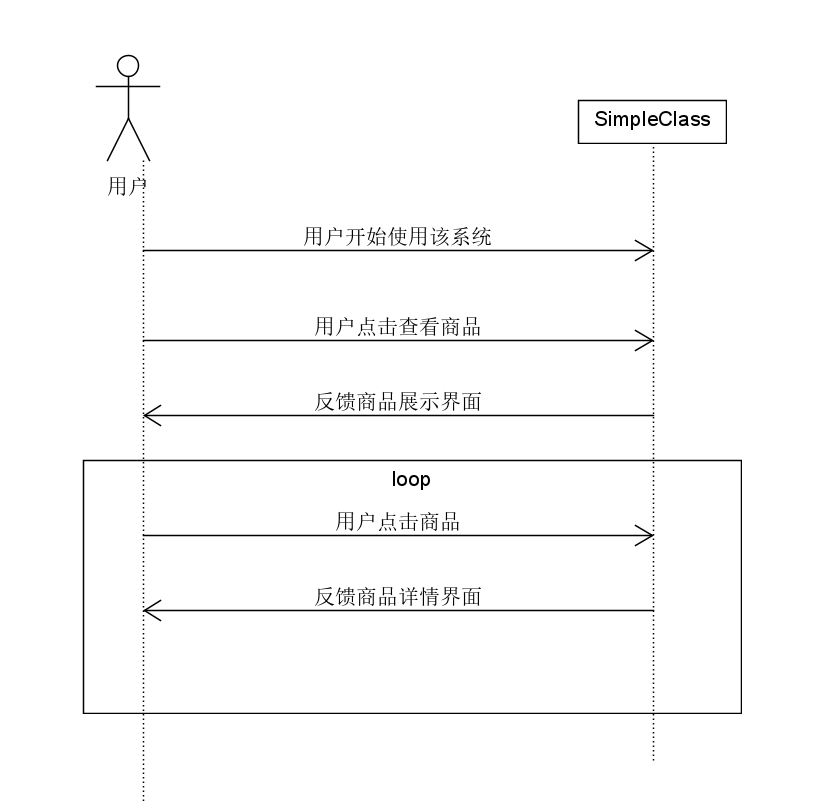 SimpleClass
用户
用户开始使用该系统
用户点击查看商品
反馈商品展示界面
loop
用户点击商品
反馈商品详情界面